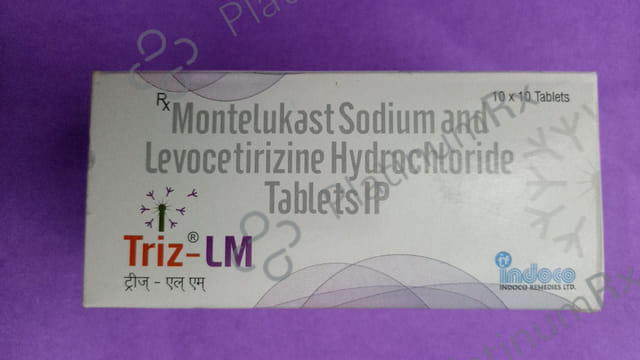 Rx
10 x 10 Tablets
Montelukast Sodium and
Levocetirizine Hydrochloride
Tablets IP
Triz®-LM
ट्रीज् - एल एम्
indoco
INDOCO REMEDIES LTD.
PlatinumRx